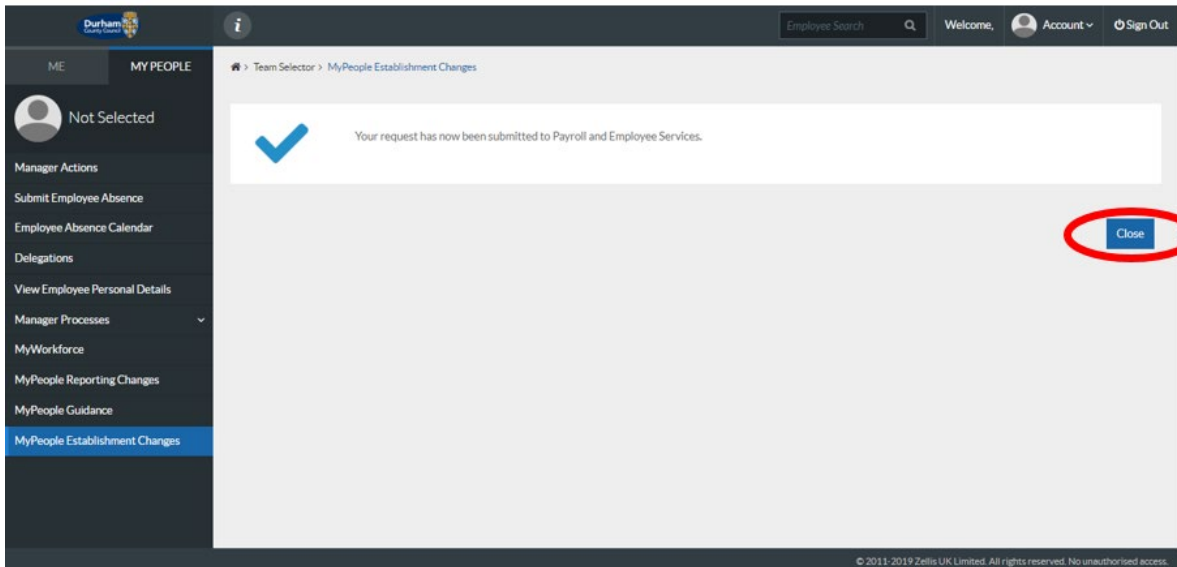 Durham
County Council
i
Employee Search
Welcome,
Account
Sign Out
ME
MY PEOPLE
> Team Selector > MyPeople Establishment Changes
Not Selected
Your request has now been submitted to Payroll and Employee Services.
Manager Actions
Submit Employee Absence
Employee Absence Calendar
Close
Delegations
View Employee Personal Details
Manager Processes
MyWorkforce
MyPeople Reporting Changes
MyPeople Guidance
MyPeople Establishment Changes
© 2011-2019 Zellis UK Limited. All rights reserved. No unauthorised access.